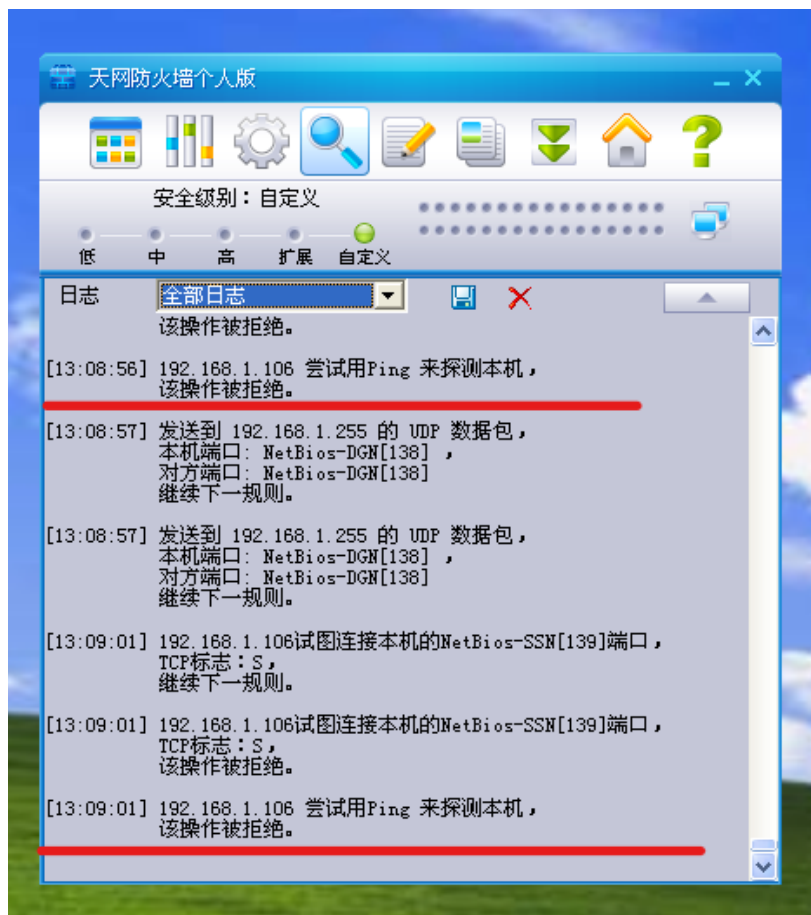 天网防火墙个人版
安全级别：自定义
低 中 高 扩展 自定义
日志 全部日志
该操作被拒绝。
[13:08:56] 192.168.1.106 尝试用Ping 来探测本机，
该操作被拒绝。
[13:08:57] 发送到 192.168.1.255 的 UDP 数据包，
本机端口: NetBios-DGN[138] ，
对方端口: NetBios-DGN[138]
继续下一规则。
[13:08:57] 发送到 192.168.1.255 的 UDP 数据包，
本机端口: NetBios-DGN[138] ，
对方端口: NetBios-DGN[138]
继续下一规则。
[13:09:01] 192.168.1.106试图连接本机的NetBios-SSN[139]端口，
TCP标志：S，
继续下一规则。
[13:09:01] 192.168.1.106试图连接本机的NetBios-SSN[139]端口，
TCP标志：S，
该操作被拒绝。
[13:09:01] 192.168.1.106 尝试用Ping 来探测本机，
该操作被拒绝。